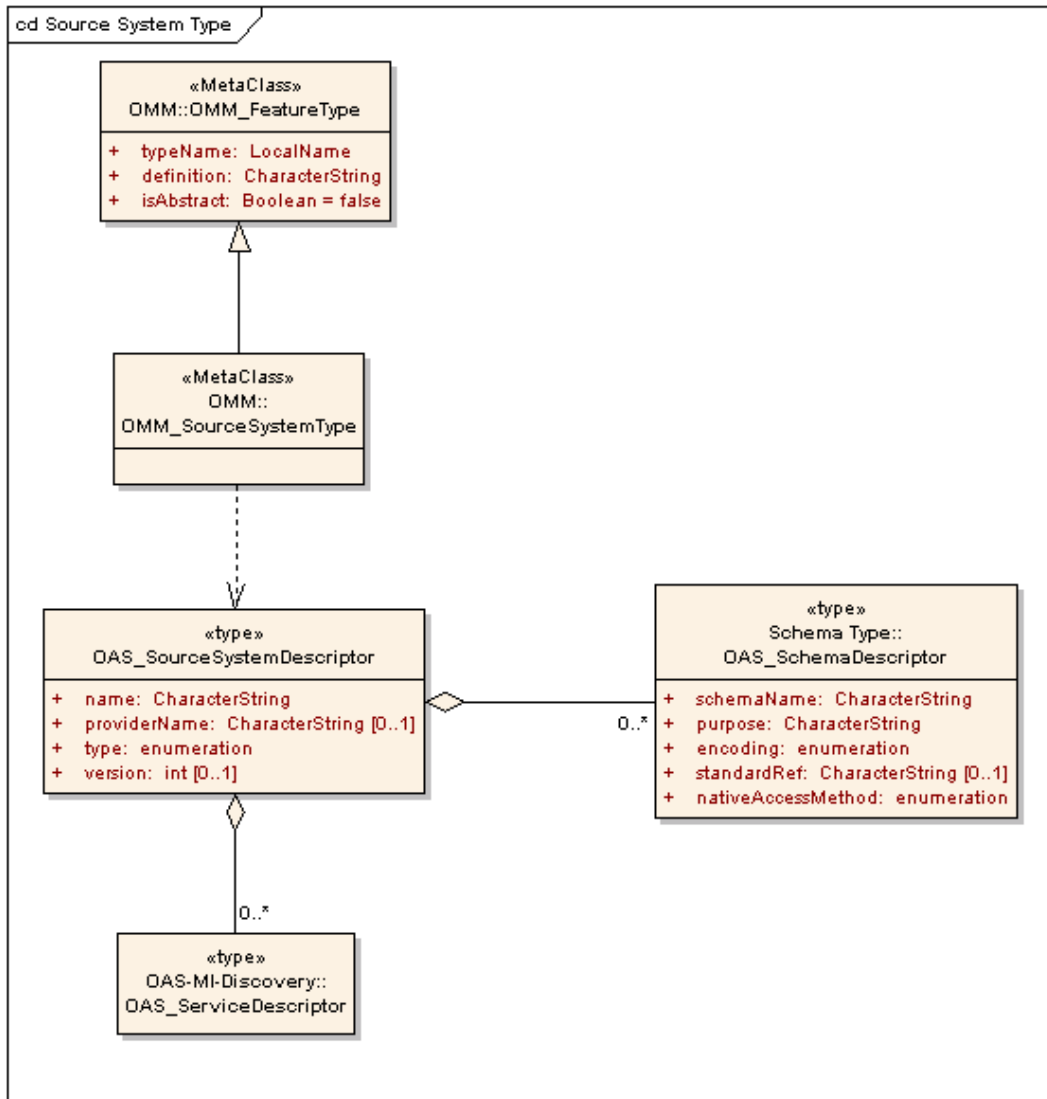 cd Source System Type
«MetaClass»
OMM::OMM_FeatureType
+ typeName: LocalName
+ definition: CharacterString
+ isAbstract: Boolean = false
«MetaClass»
OMM::
OMM_SourceSystemType
«type»
OAS_SourceSystemDescriptor
+ name: CharacterString
+ providerName: CharacterString [0..1]
+ type: enumeration
+ version: int [0..1]
0..*
«type»
Schema Type::
OAS_SchemaDescriptor
+ schemaName: CharacterString
+ purpose: CharacterString
+ encoding: enumeration
+ standardRef: CharacterString [0..1]
+ nativeAccessMethod: enumeration
0..*
«type»
OAS-MI-Discovery::
OAS_ServiceDescriptor